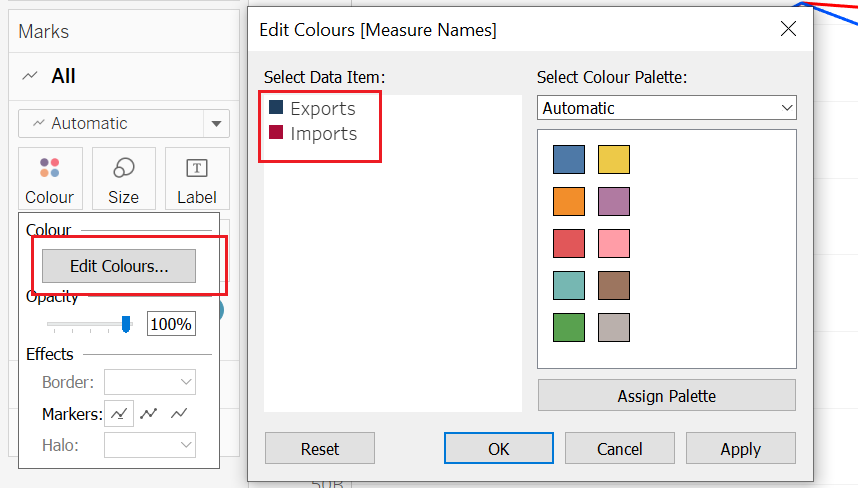 Marks
All
Automatic
Colour Size Label
Colour
Edit Colours...
Opacity
100%
Effects
Border:
Markers:
Halo:
Edit Colours [Measure Names]
Select Data Item:
Exports
Imports
Select Colour Palette:
Automatic
Assign Palette
Reset OK Cancel Apply
50B